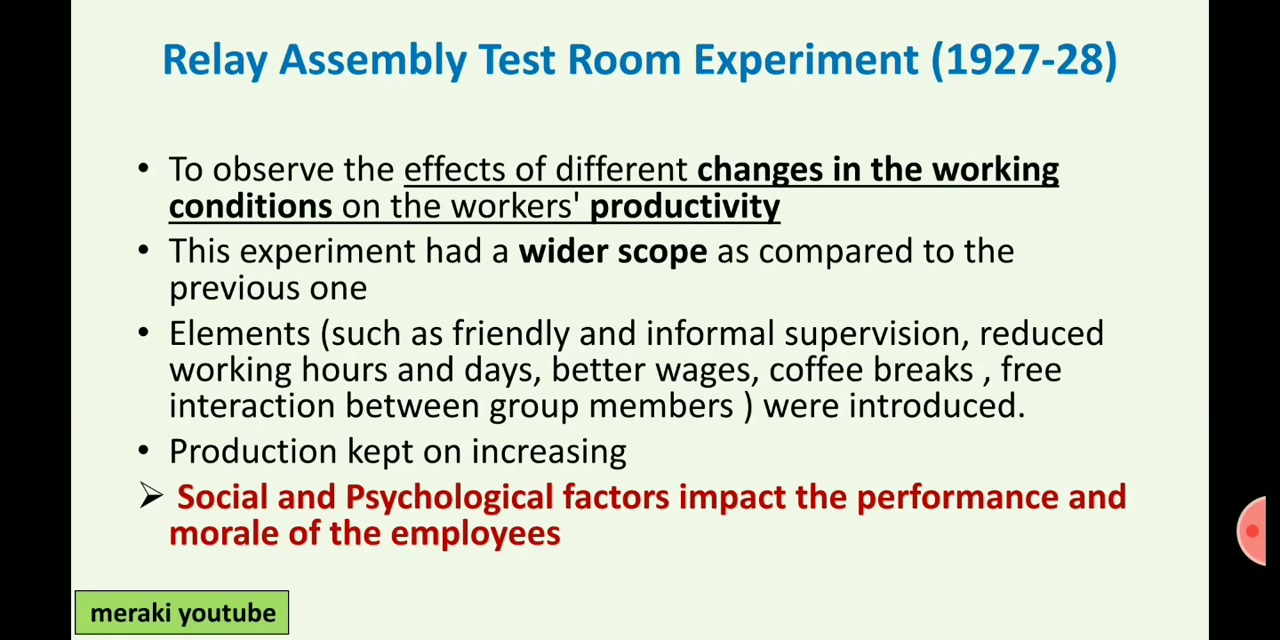 Relay Assembly Test Room Experiment (1927-28)
• To observe the effects of different changes in the working
conditions on the workers' productivity
• This experiment had a wider scope as compared to the
previous one
• Elements (such as friendly and informal supervision, reduced
working hours and days, better wages, coffee breaks , free
interaction between group members ) were introduced.
• Production kept on increasing
➢ Social and Psychological factors impact the performance and
morale of the employees
meraki youtube